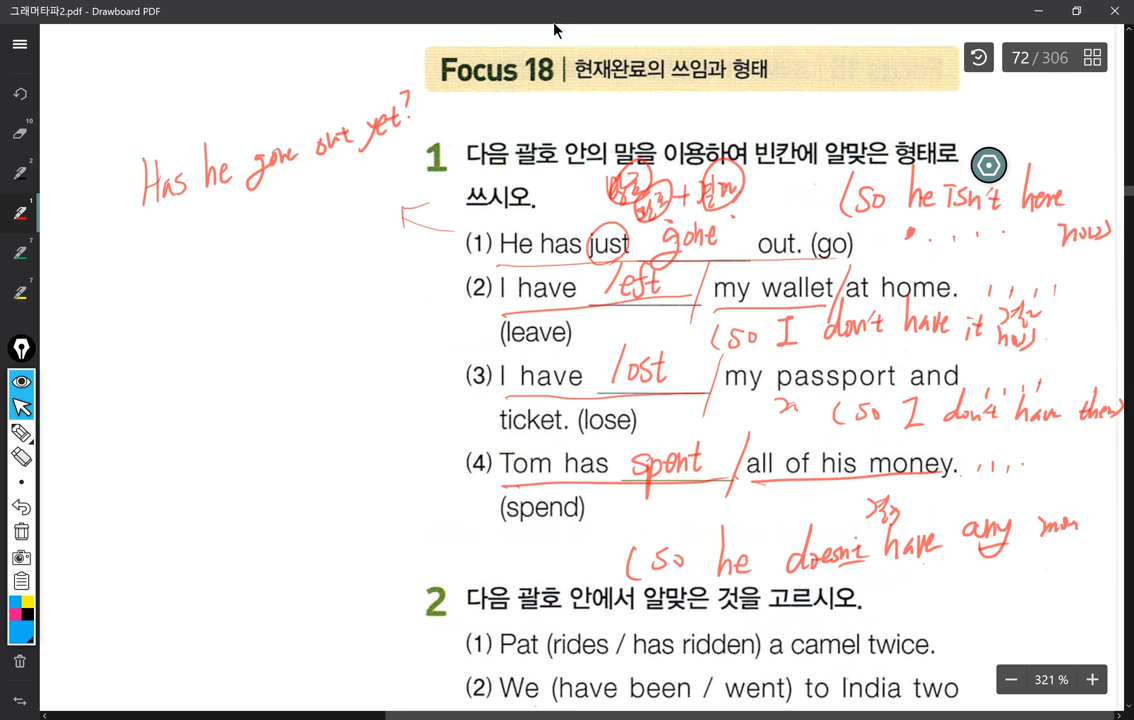 그래머타파2.pdf - Drawboard PDF
72 / 306
Focus 18 | 현재완료의 쓰임과 형태
Has he gone out yet?
1 다음 괄호 안의 말을 이용하여 빈칸에 알맞은 형태로
쓰시오.
(so he isn't here
now)
(1) He has just gone out. (go)
(2) I have left my wallet at home.
(leave)
(so I don't have it
now)
(3) I have lost my passport and
ticket. (lose)
(so I don't have them)
(4) Tom has spent all of his money.
(spend)
(so he doesn't have any
2 다음 괄호 안에서 알맞은 것을 고르시오.
(1) Pat (rides / has ridden) a camel twice.
(2) We (have been / went) to India two
321 %
10
2
1
7
7